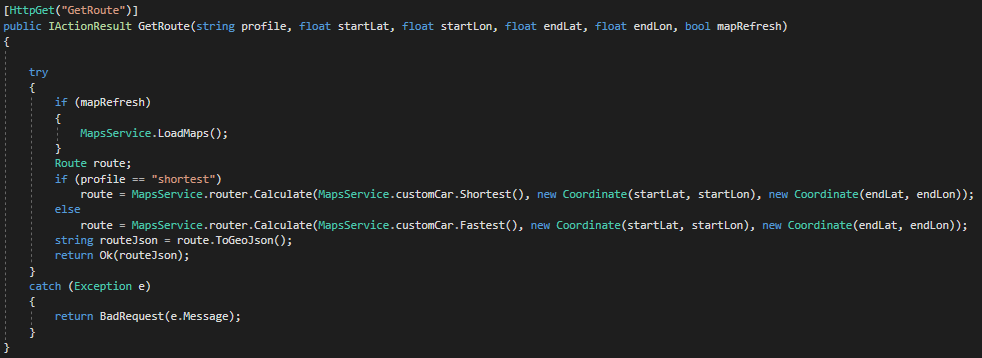 [HttpGet("GetRoute")]
public IActionResult GetRoute(string profile, float startLat, float startLon, float endLat, float endLon, bool mapRefresh)
{
try
{
if (mapRefresh)
{
MapsService.LoadMaps();
}
Route route;
if (profile == "shortest")
route = MapsService.router.Calculate(MapsService.customCar.Shortest(), new Coordinate(startLat, startLon), new Coordinate(endLat, endLon));
else
route = MapsService.router.Calculate(MapsService.customCar.Fastest(), new Coordinate(startLat, startLon), new Coordinate(endLat, endLon));
string routeJson = route.ToGeoJson();
return Ok(routeJson);
}
catch (Exception e)
{
return BadRequest(e.Message);
}
}